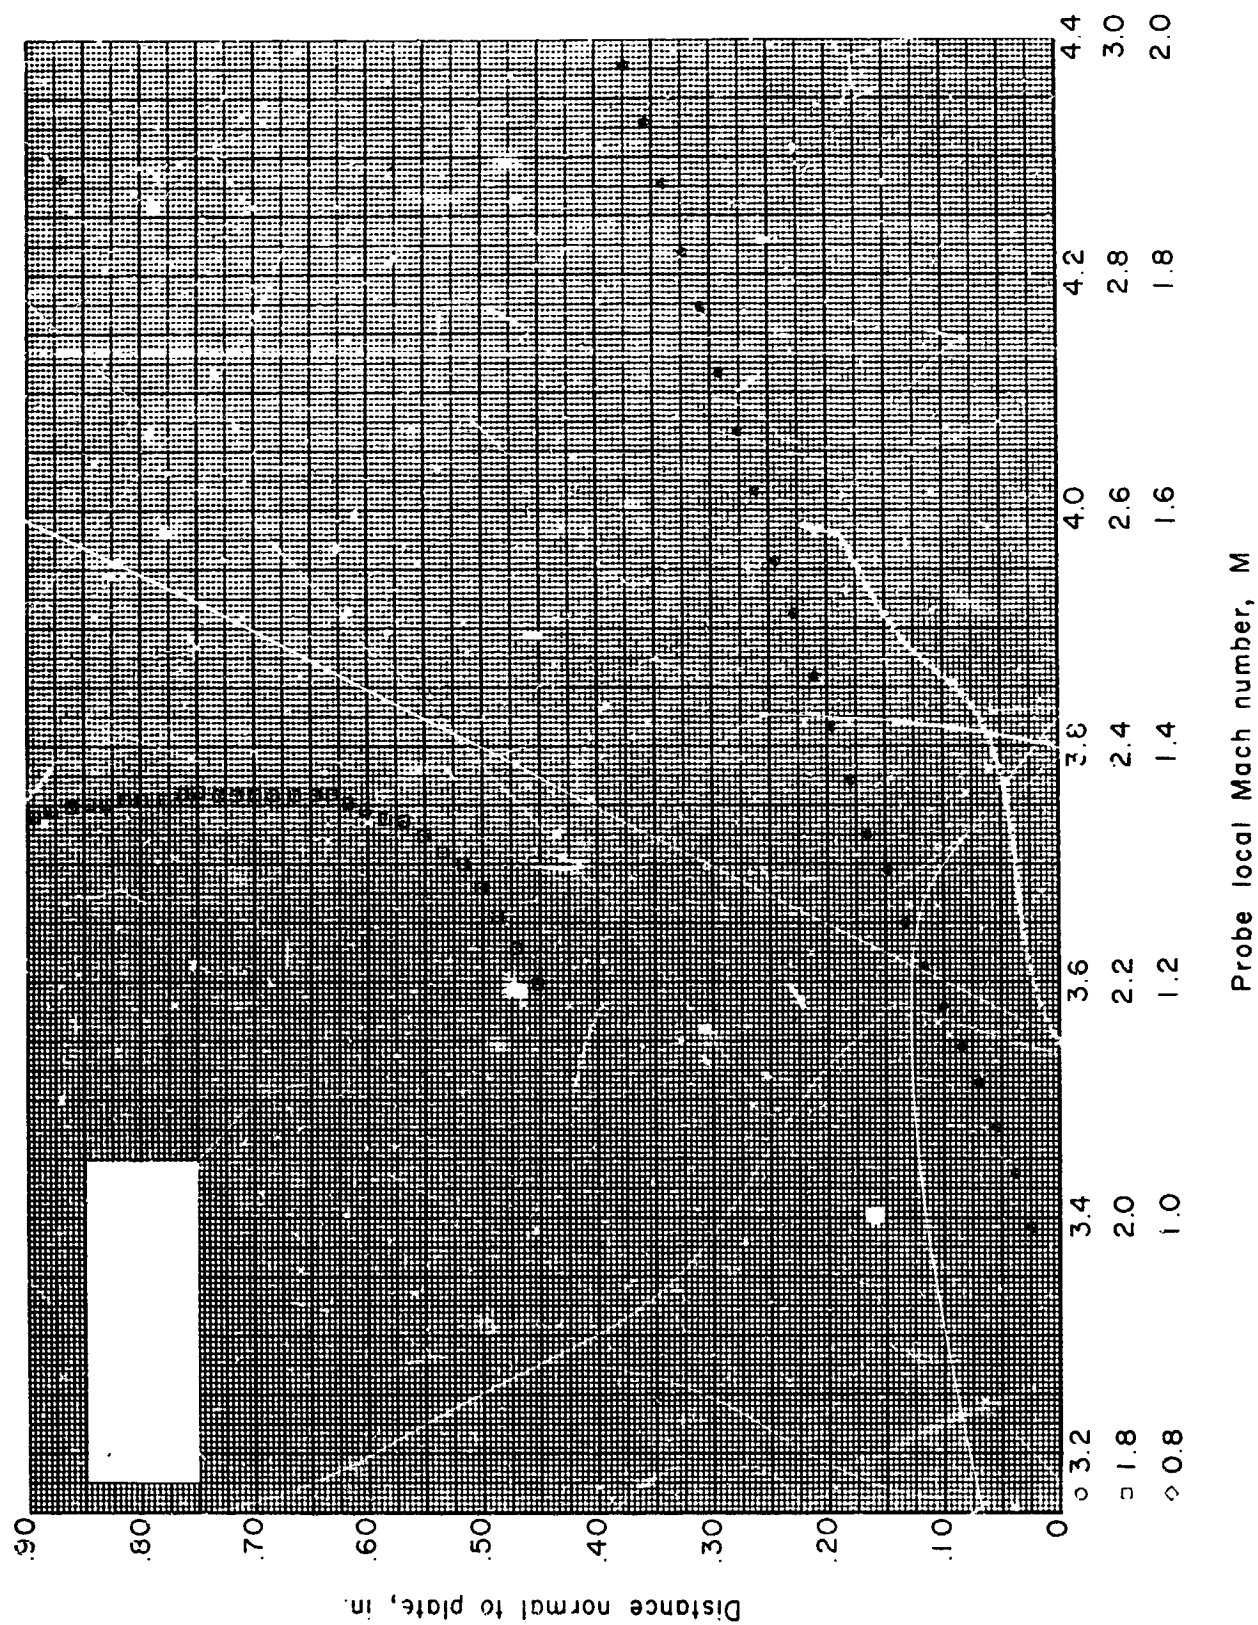 Distance normal to plate, in.
.90
.80
.70
.60
.50
.40
.30
.20
.10
0
○ 3.2 3.4 3.6 3.8 4.0 4.2 4.4
□ 1.8 2.0 2.2 2.4 2.6 2.8 3.0
◇ 0.8 1.0 1.2 1.4 1.6 1.8 2.0
Probe local Mach number, M